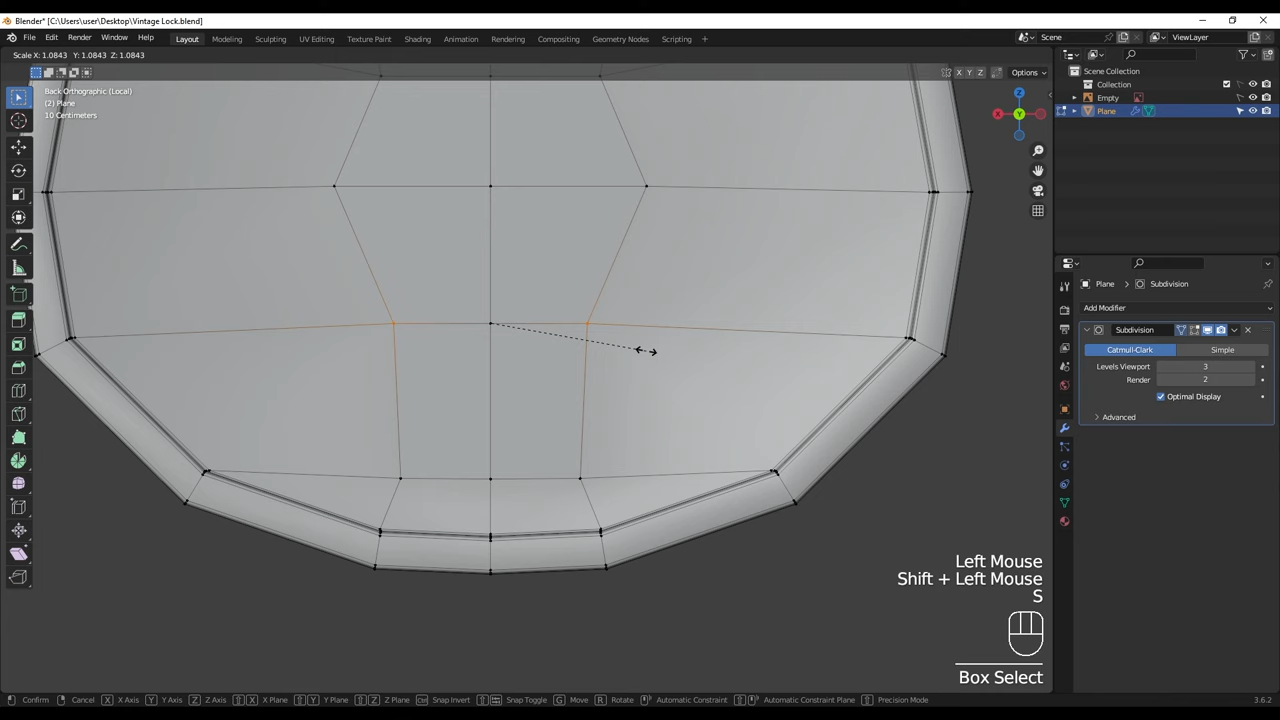 Blender* [C:\Users\user\Desktop\Vintage Lock.blend]
File Edit Render Window Help Layout Modeling Sculpting UV Editing Texture Paint Shading Animation Rendering Compositing Geometry Nodes Scripting + Scene ViewLayer
Scale X: 1.0843 Y: 1.0843 Z: 1.0843
X Y Z Options
Back Orthographic (Local)
(2) Plane
10 Centimeters
Z
X Y
Scene Collection
Collection
Empty
Plane
Plane > Subdivision
Add Modifier
Subdivision
Catmull-Clark Simple
Levels Viewport 3
Render 2
Optimal Display
Advanced
Left Mouse
Shift + Left Mouse
S
Box Select
Confirm Cancel X X Axis Y Y Axis Z Z Axis X X Plane Y Y Plane Z Z Plane Ctrl Snap Invert Snap Toggle G Move R Rotate Automatic Constraint Automatic Constraint Plane Precision Mode 3.6.2